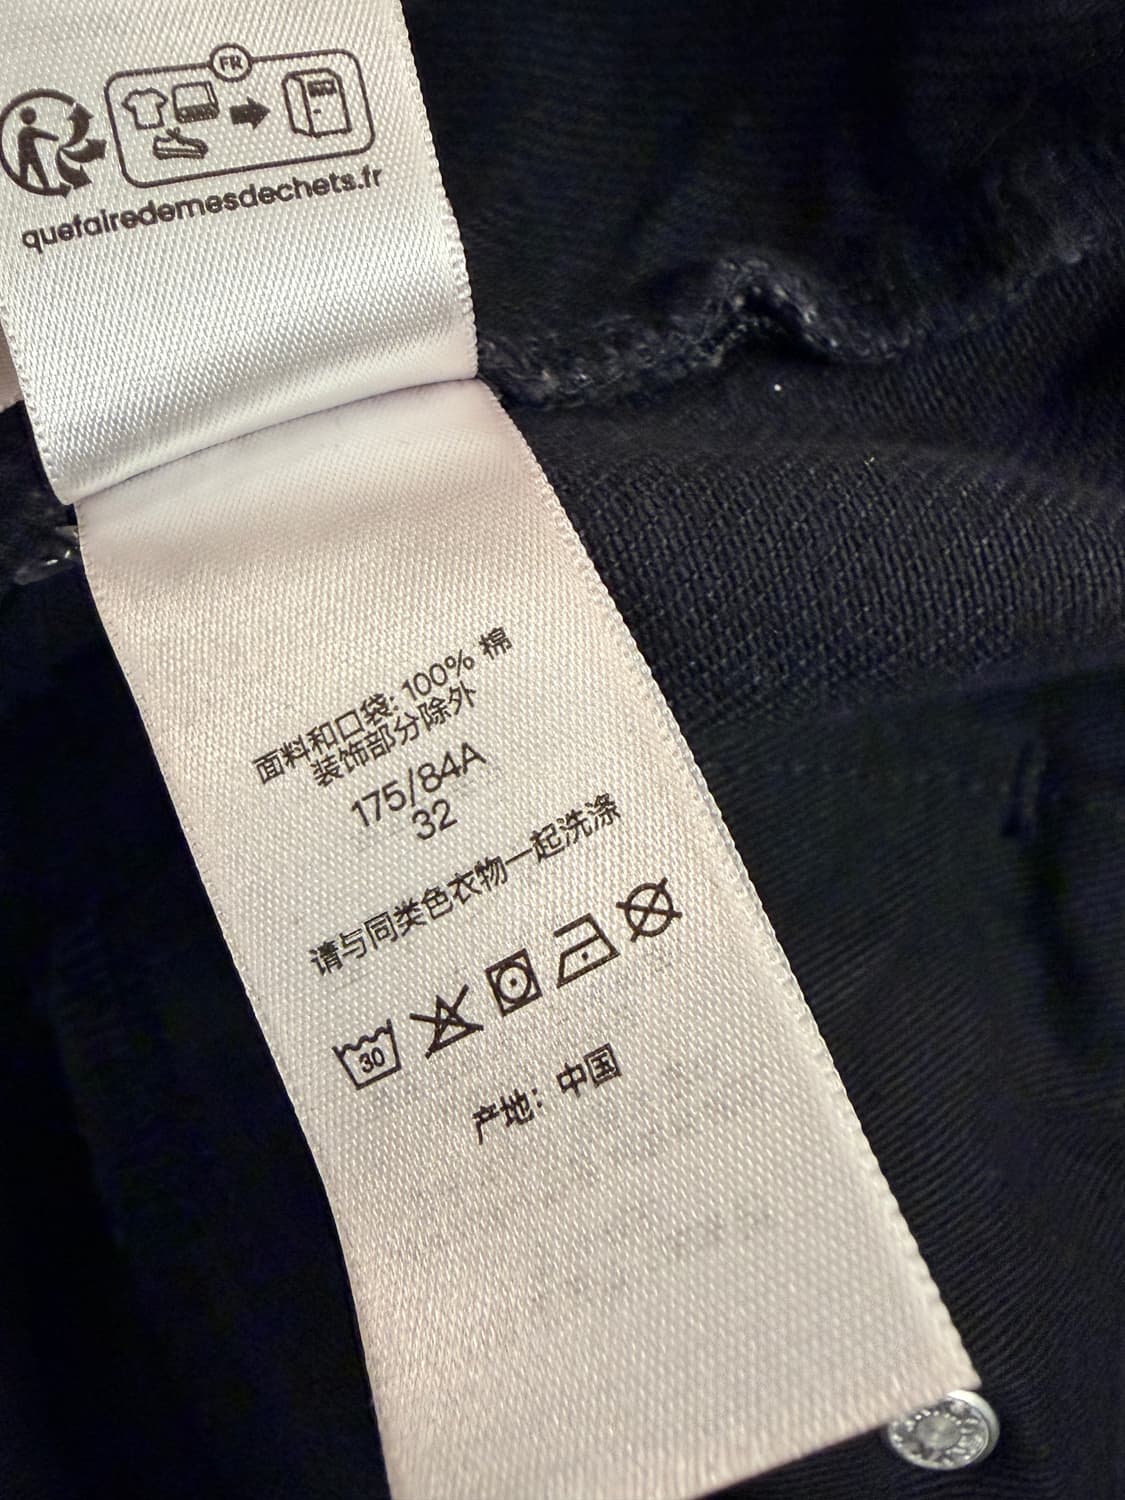 FR
quefairedemesdechets.fr
面料和口袋: 100% 棉
装饰部分除外
175/84A
32
请与同类色衣物一起洗涤
30
产地: 中国